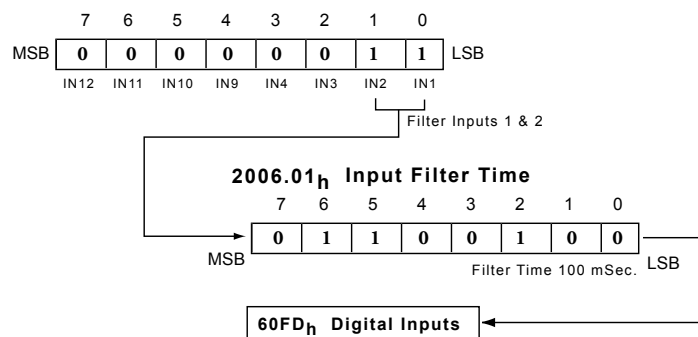 7 6 5 4 3 2 1 0
MSB 0 0 0 0 0 0 1 1 LSB
IN12 IN11 IN10 IN9 IN4 IN3 IN2 IN1
Filter Inputs 1 & 2
2006.01h Input Filter Time
7 6 5 4 3 2 1 0
0 1 1 0 0 1 0 0
MSB LSB
Filter Time 100 mSec.
60FDh Digital Inputs